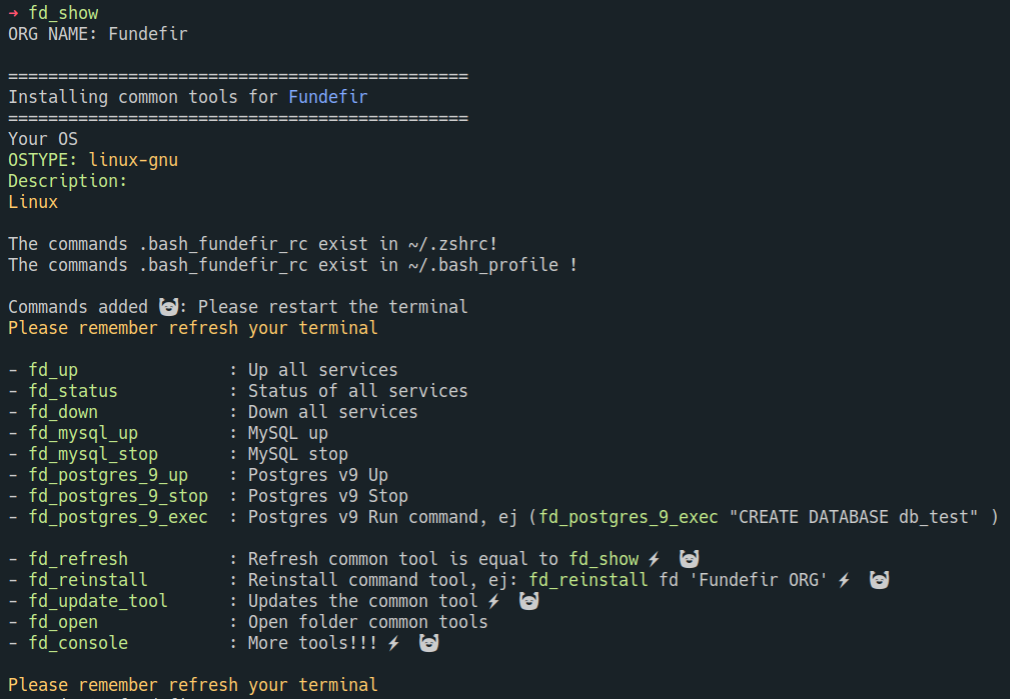 → fd_show
ORG NAME: Fundefir
==============================================
Installing common tools for Fundefir
==============================================
Your OS
OSTYPE: linux-gnu
Description:
Linux
The commands .bash_fundefir_rc exist in ~/.zshrc!
The commands .bash_fundefir_rc exist in ~/.bash_profile !
Commands added 🐼: Please restart the terminal
Please remember refresh your terminal
- fd_up               : Up all services
- fd_status           : Status of all services
- fd_down             : Down all services
- fd_mysql_up         : MySQL up
- fd_mysql_stop       : MySQL stop
- fd_postgres_9_up    : Postgres v9 Up
- fd_postgres_9_stop  : Postgres v9 Stop
- fd_postgres_9_exec  : Postgres v9 Run command, ej (fd_postgres_9_exec "CREATE DATABASE db_test" )
- fd_refresh          : Refresh common tool is equal to fd_show ⚡ 🐼
- fd_reinstall        : Reinstall command tool, ej: fd_reinstall fd 'Fundefir ORG' ⚡ 🐼
- fd_update_tool      : Updates the common tool ⚡ 🐼
- fd_open             : Open folder common tools
- fd_console          : More tools!!! ⚡ 🐼
Please remember refresh your terminal